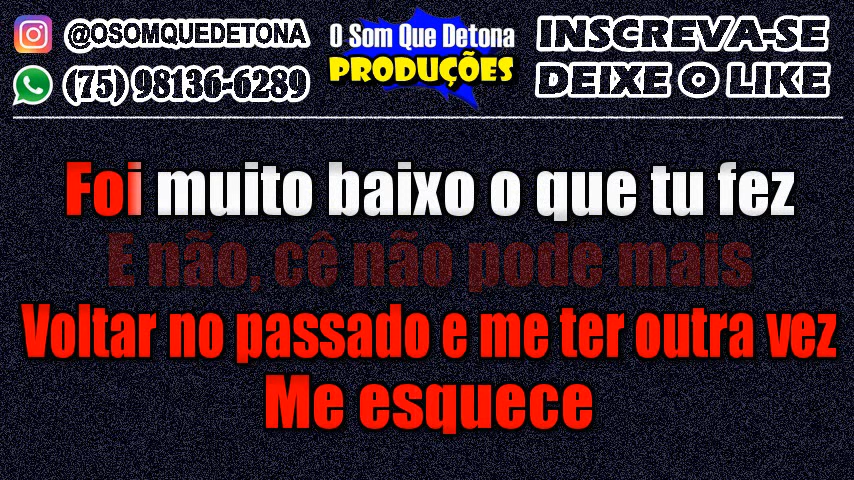 @OSOMQUEDETONA
(75) 98136-6289
O Som Que Detona
PRODUÇÕES
INSCREVA-SE
DEIXE O LIKE
Foi muito baixo o que tu fez
E não, cê não pode mais
Voltar no passado e me ter outra vez
Me esquece